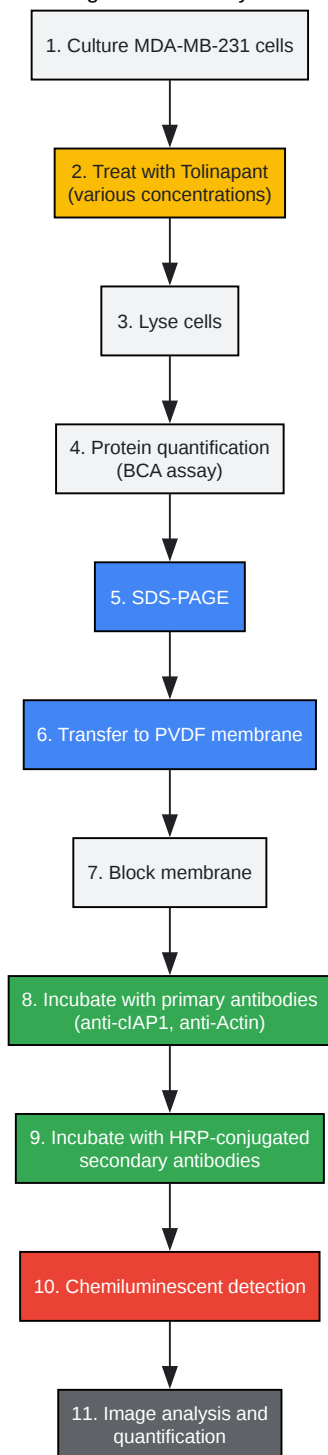 1. Culture MDA-MB-231 cells
2. Treat with Tolinapant
(various concentrations)
3. Lyse cells
4. Protein quantification
(BCA assay)
5. SDS-PAGE
6. Transfer to PVDF membrane
7. Block membrane
8. Incubate with primary antibodies
(anti-cIAP1, anti-Actin)
9. Incubate with HRP-conjugated
secondary antibodies
10. Chemiluminescent detection
11. Image analysis and
quantification